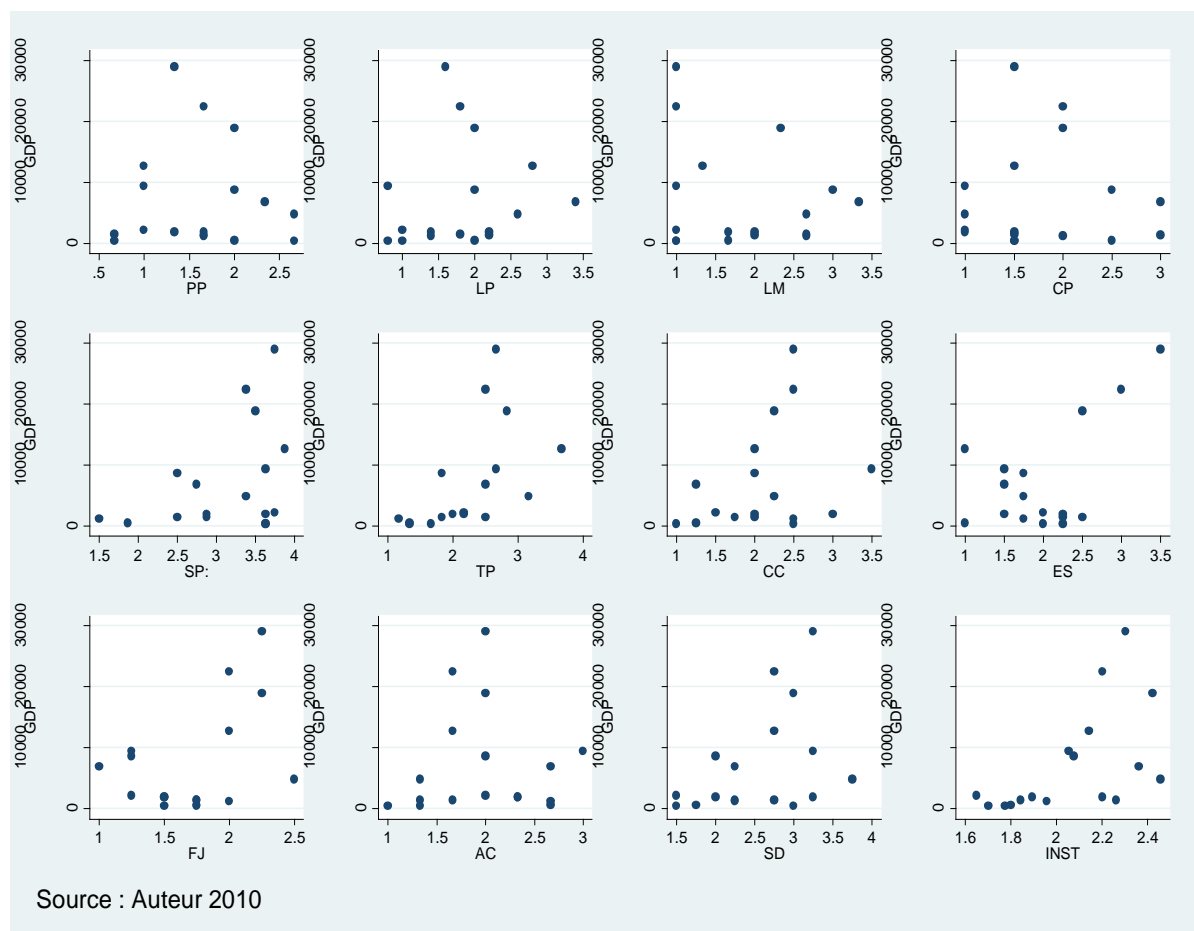 30000
20000
10000
0
GDP
.5 1 1.5 2 2.5
PP
30000
20000
10000
0
GDP
1 1.5 2 2.5 3 3.5
LP
30000
20000
10000
0
GDP
1 1.5 2 2.5 3 3.5
LM
30000
20000
10000
0
GDP
1 1.5 2 2.5 3
CP
30000
20000
10000
0
GDP
1.5 2 2.5 3 3.5 4
SP:
30000
20000
10000
0
GDP
1 2 3 4
TP
30000
20000
10000
0
GDP
1 1.5 2 2.5 3 3.5
CC
30000
20000
10000
0
GDP
1 1.5 2 2.5 3 3.5
ES
30000
20000
10000
0
GDP
1 1.5 2 2.5
FJ
30000
20000
10000
0
GDP
1 1.5 2 2.5 3
AC
30000
20000
10000
0
GDP
1.5 2 2.5 3 3.5 4
SD
30000
20000
10000
0
GDP
1.6 1.8 2 2.2 2.4
INST
Source : Auteur 2010